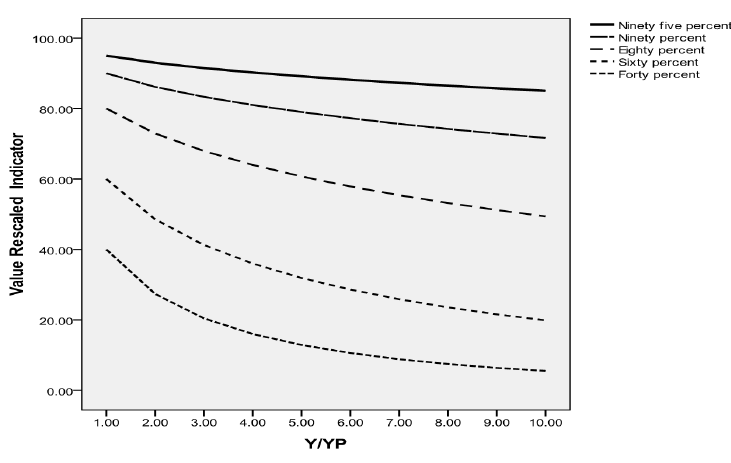 Ninety five percent
Ninety percent
Eighty percent
Sixty percent
Forty percent
100.00
80.00
60.00
40.00
20.00
0.00
Value Rescaled Indicator
1.00 2.00 3.00 4.00 5.00 6.00 7.00 8.00 9.00 10.00
Y/YP